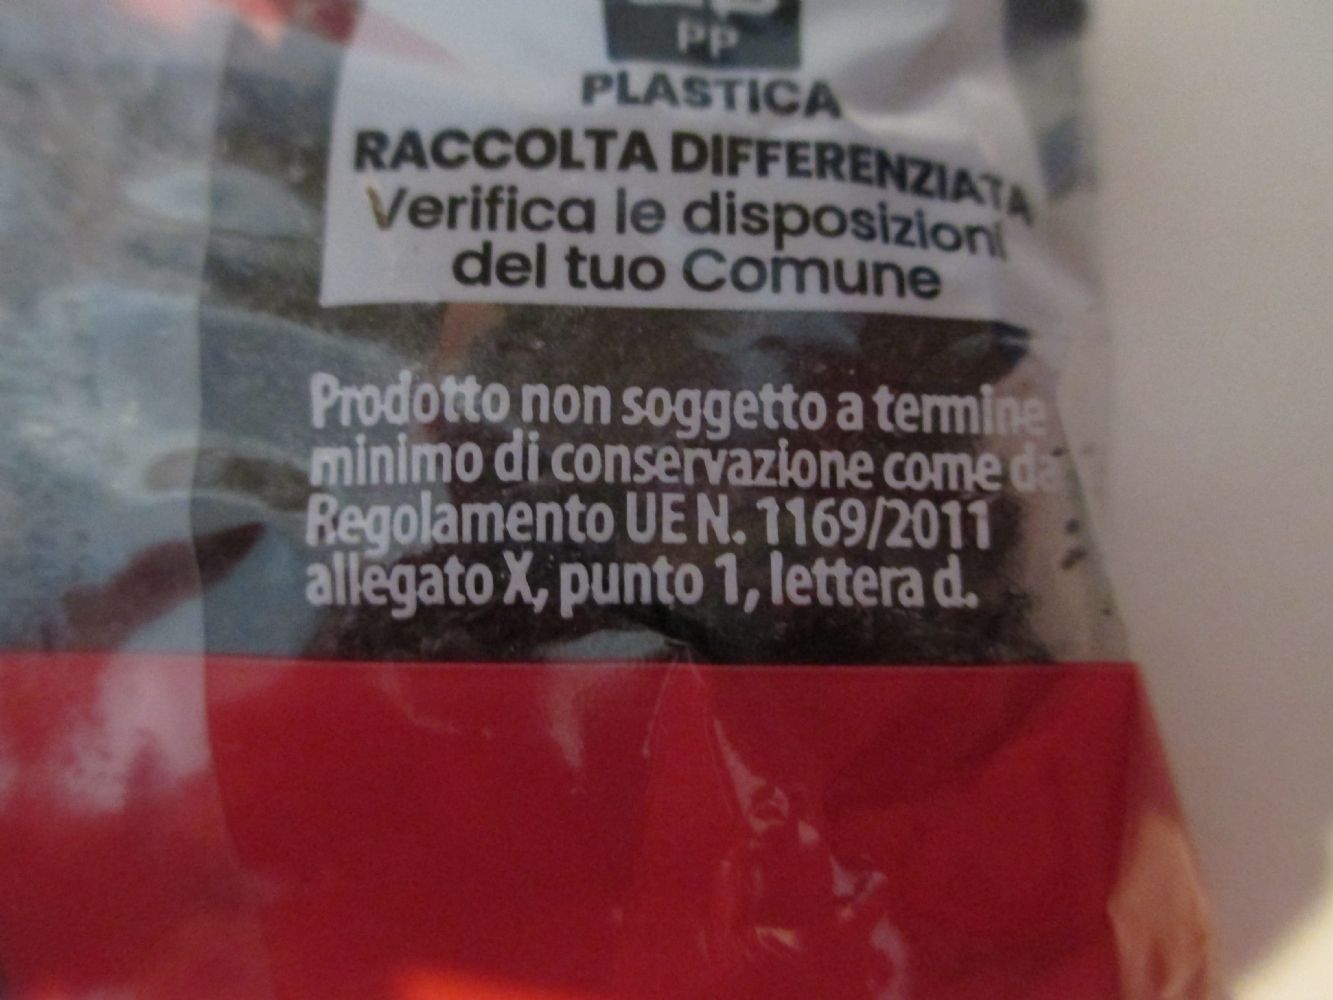 PP
PLASTICA
RACCOLTA DIFFERENZIATA
Verifica le disposizioni
del tuo Comune
Prodotto non soggetto a termine
minimo di conservazione come da
Regolamento UE N. 1169/2011
allegato X, punto 1, lettera d.